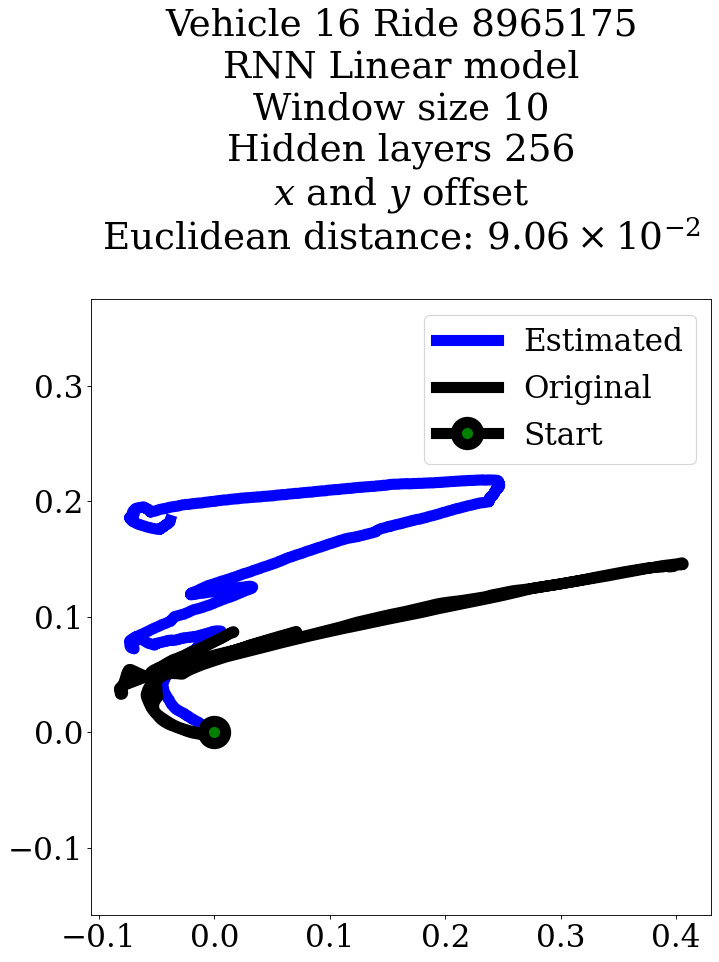 Vehicle 16 Ride 8965175
RNN Linear model
Window size 10
Hidden layers 256
x and y offset
Euclidean distance: 9.06 × 10⁻²
Estimated
Original
Start
0.3
0.2
0.1
0.0
−0.1
−0.1 0.0 0.1 0.2 0.3 0.4